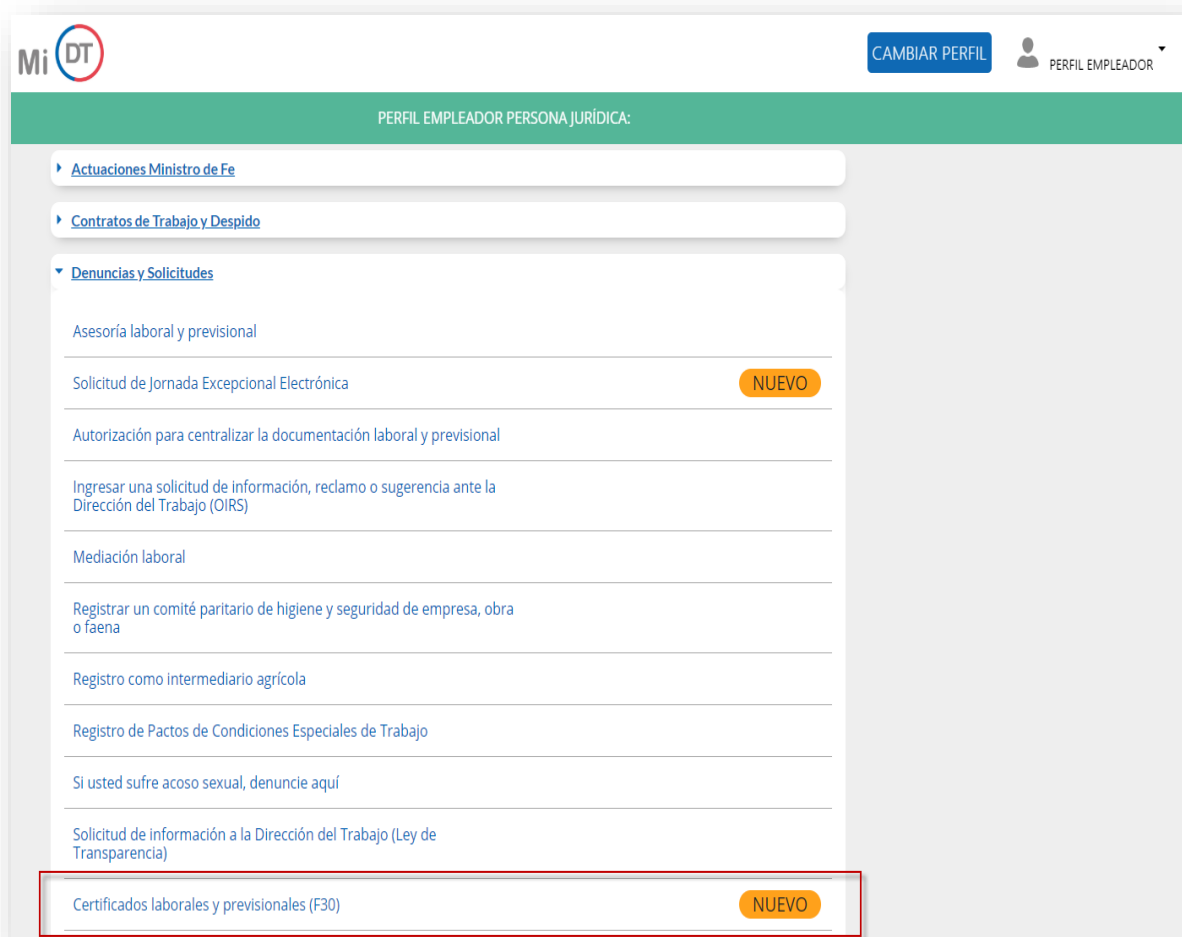 Mi DT
CAMBIAR PERFIL
PERFIL EMPLEADOR
PERFIL EMPLEADOR PERSONA JURÍDICA:
Actuaciones Ministro de Fe
Contratos de Trabajo y Despido
Denuncias y Solicitudes
Asesoría laboral y previsional
Solicitud de Jornada Excepcional Electrónica NUEVO
Autorización para centralizar la documentación laboral y previsional
Ingresar una solicitud de información, reclamo o sugerencia ante la
Dirección del Trabajo (OIRS)
Mediación laboral
Registrar un comité paritario de higiene y seguridad de empresa, obra
o faena
Registro como intermediario agrícola
Registro de Pactos de Condiciones Especiales de Trabajo
Si usted sufre acoso sexual, denuncie aquí
Solicitud de información a la Dirección del Trabajo (Ley de
Transparencia)
Certificados laborales y previsionales (F30) NUEVO